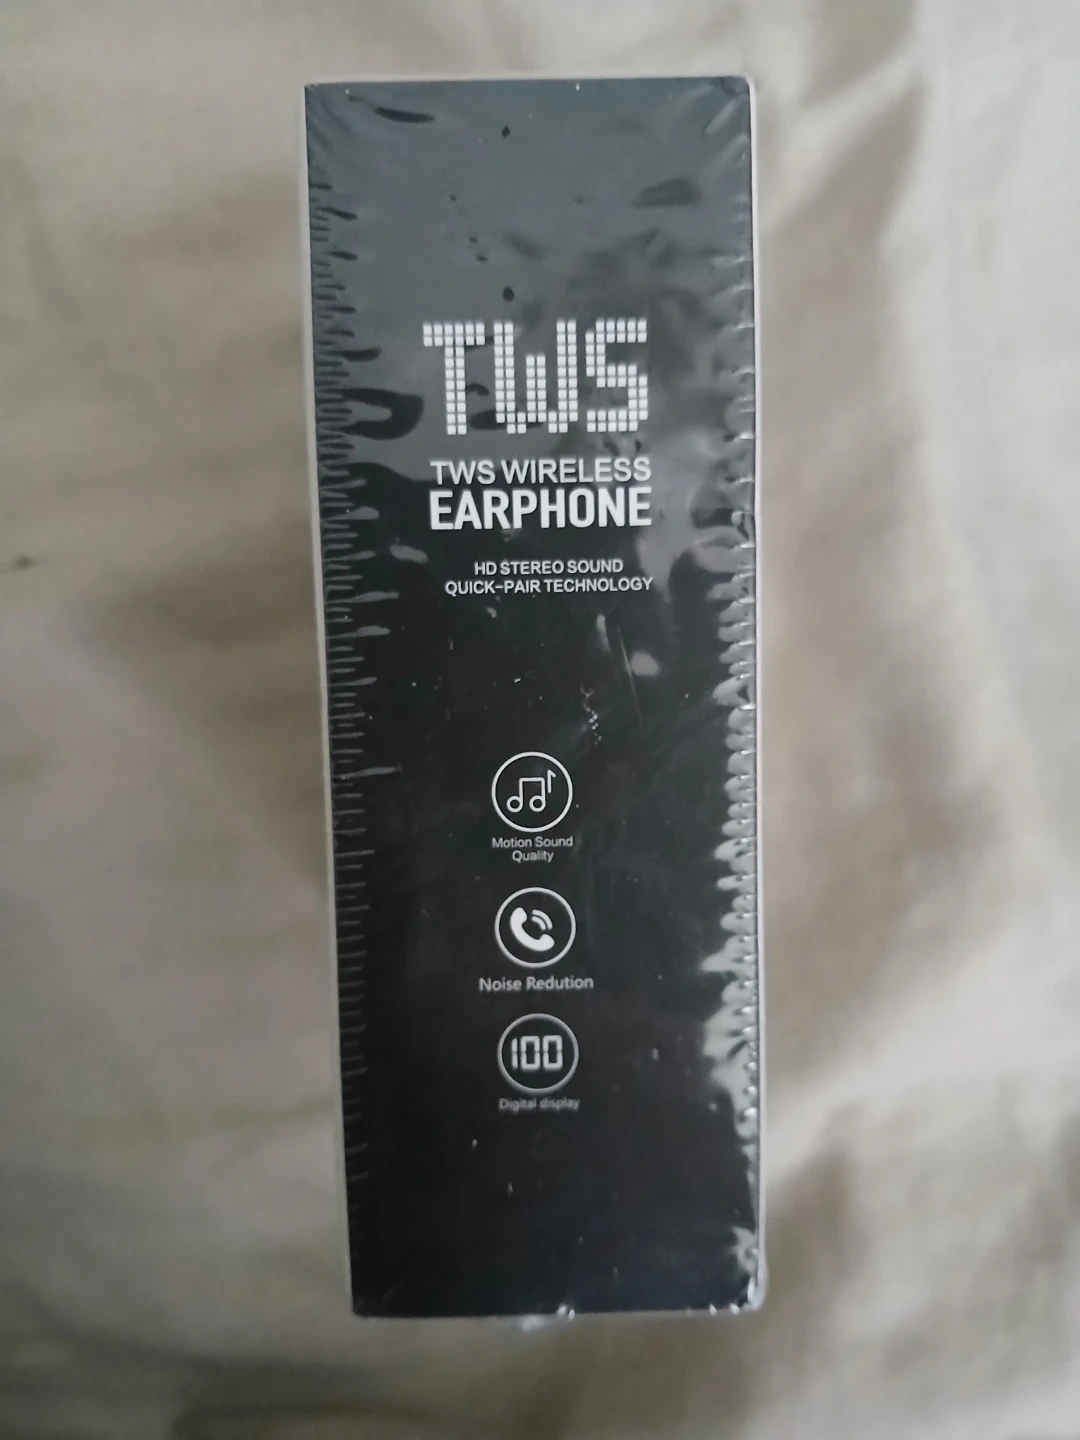 TWS
TWS WIRELESS
EARPHONE
HD STEREO SOUND
QUICK-PAIR TECHNOLOGY
Motion Sound
Quality
Noise Redution
100
Digital display